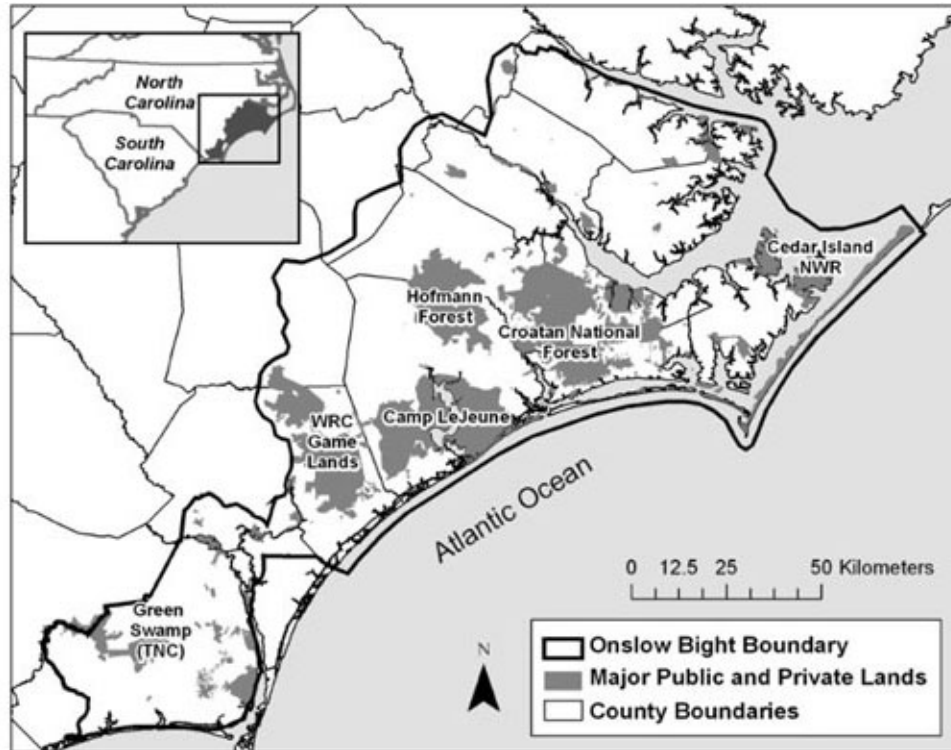 North
Carolina
South
Carolina
Cedar Island
NWR
Hofmann
Forest
Croatan National
Forest
WRC
Game
Lands
Camp LeJeune
Atlantic Ocean
Green
Swamp
(TNC)
0 12.5 25 50 Kilometers
N
Onslow Bight Boundary
Major Public and Private Lands
County Boundaries